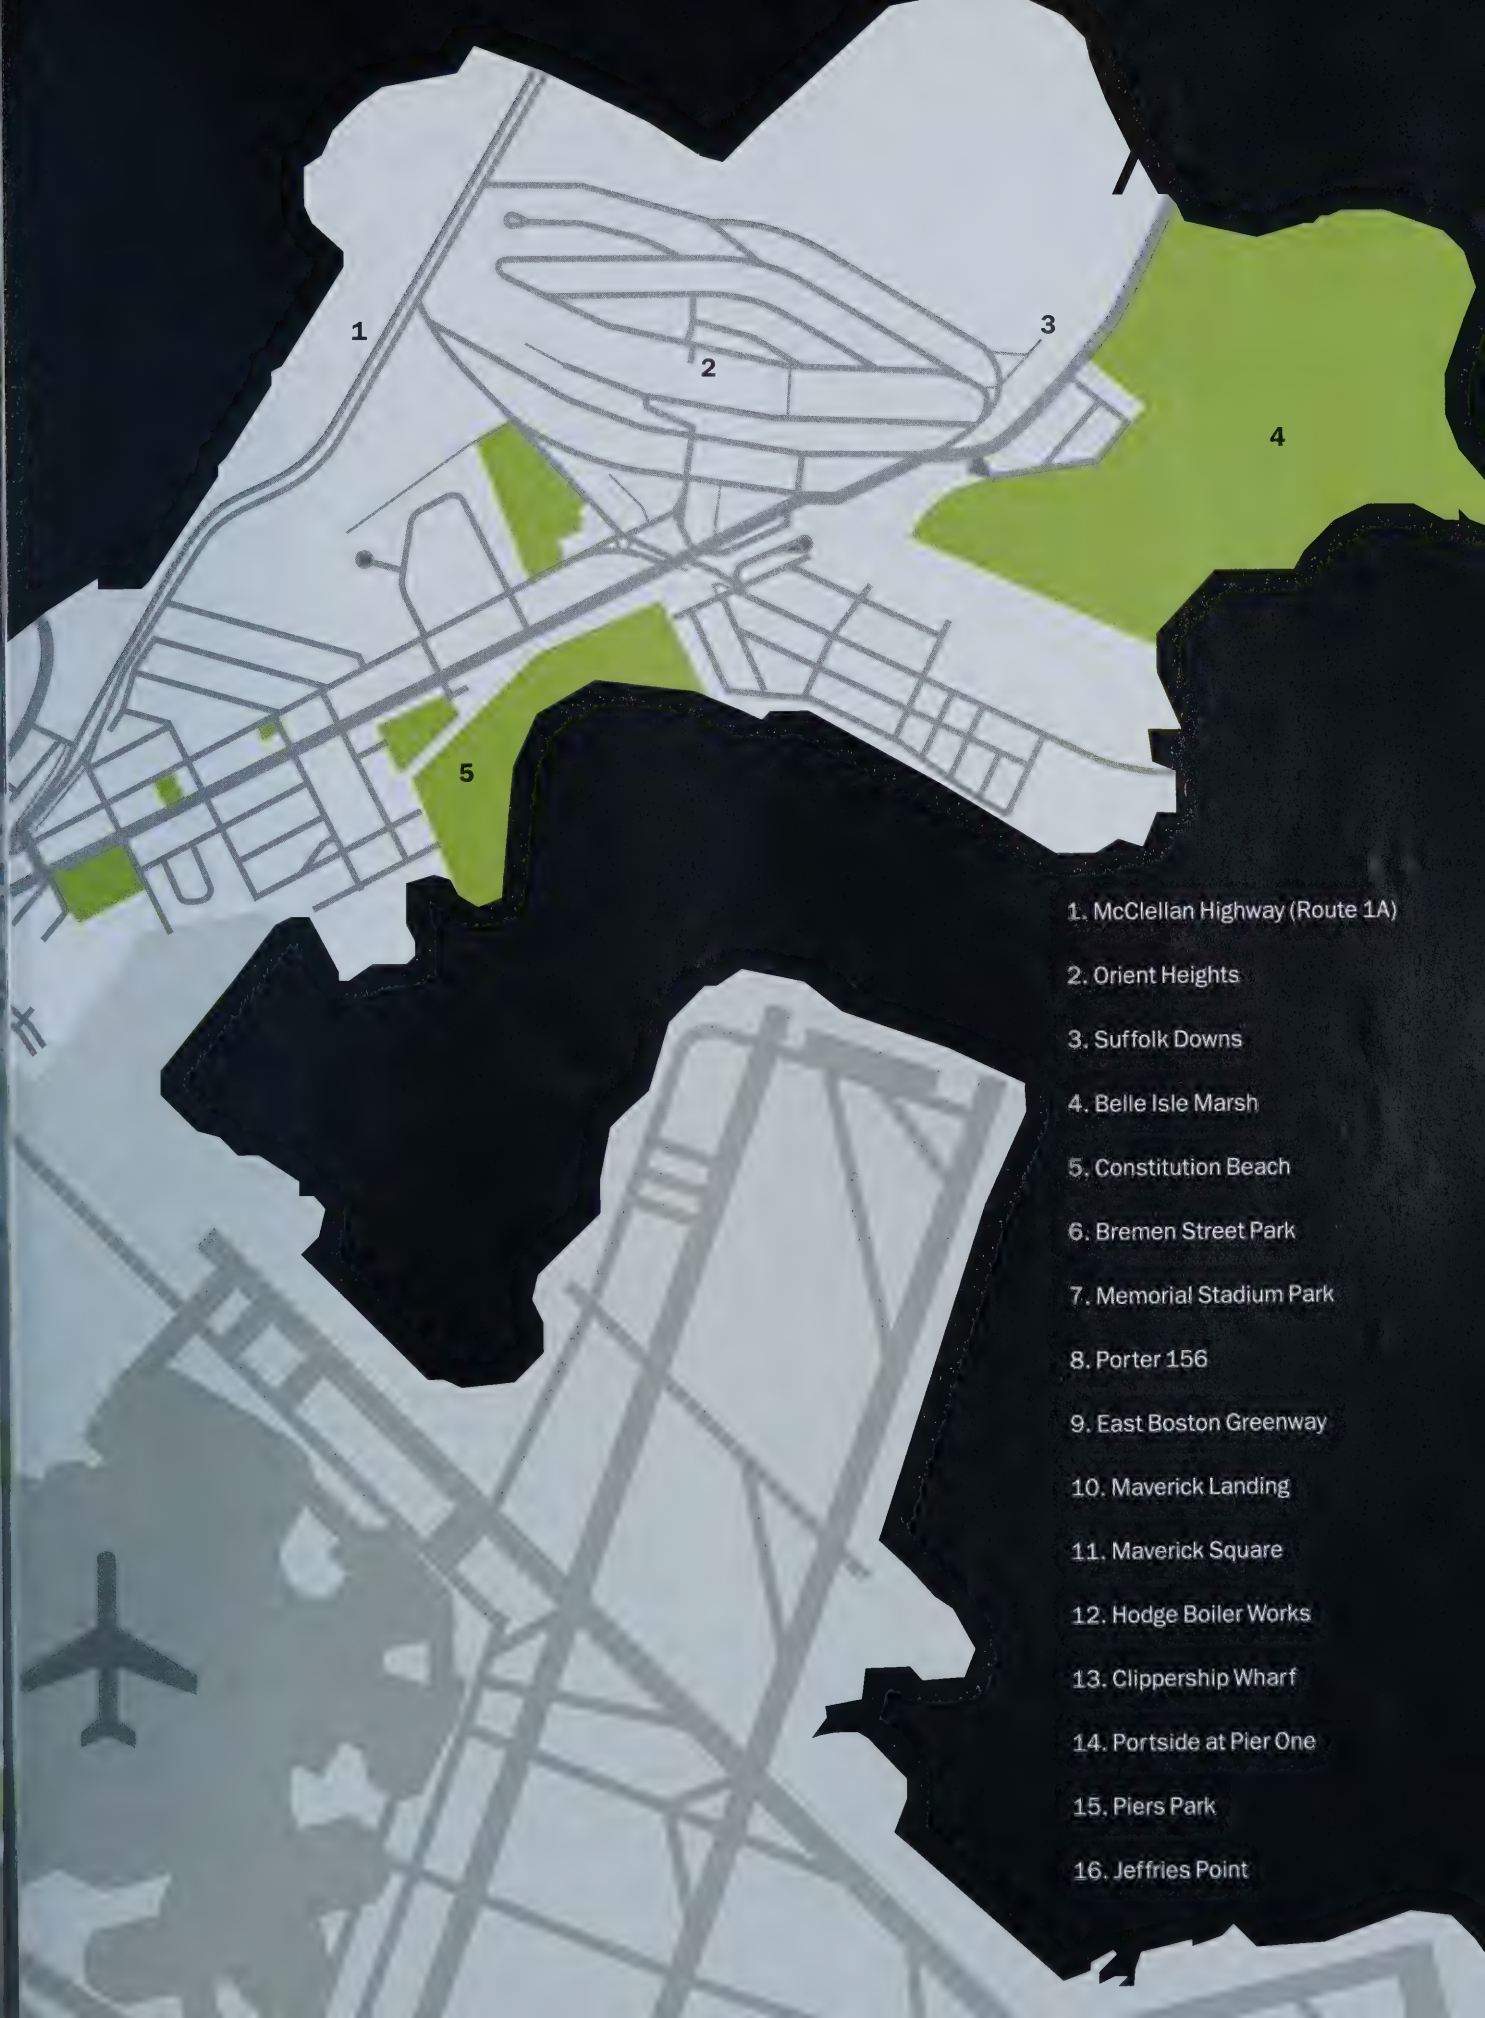 1
2
3
4
5
1. McClellan Highway (Route 1A)
2. Orient Heights
3. Suffolk Downs
4. Belle Isle Marsh
5. Constitution Beach
6. Bremen Street Park
7. Memorial Stadium Park
8. Porter 156
9. East Boston Greenway
10. Maverick Landing
11. Maverick Square
12. Hodge Boiler Works
13. Clippership Wharf
14. Portside at Pier One
15. Piers Park
16. Jeffries Point